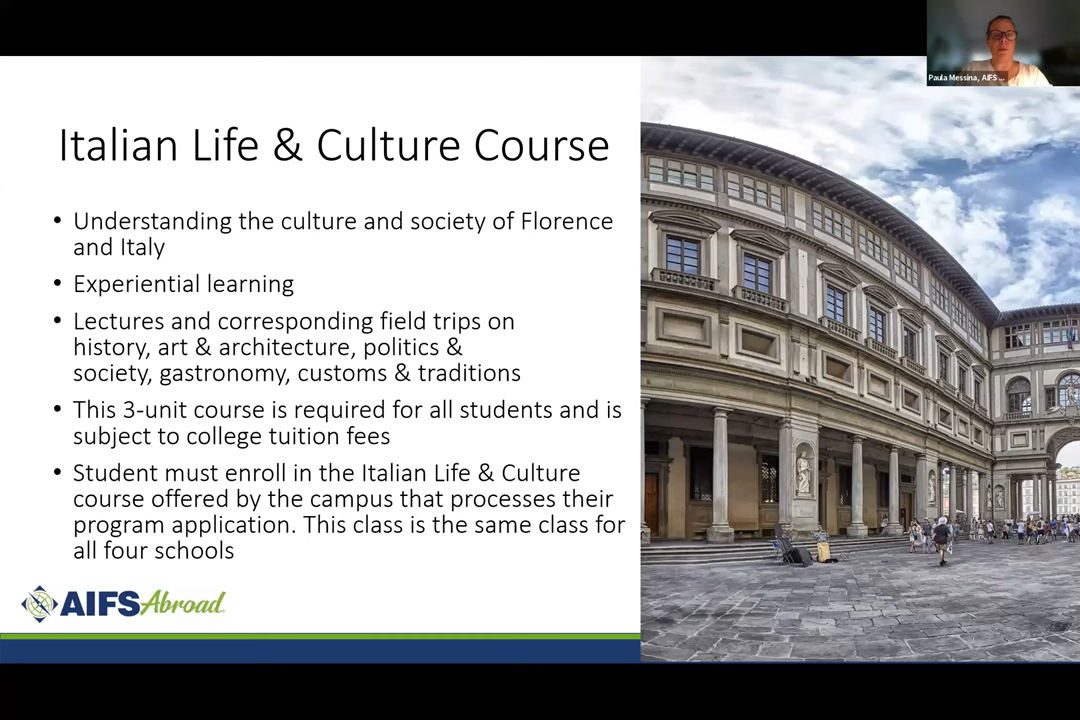 Paula Messina, AIFS ...
Italian Life & Culture Course
• Understanding the culture and society of Florence
and Italy
• Experiential learning
• Lectures and corresponding field trips on
history, art & architecture, politics &
society, gastronomy, customs & traditions
• This 3-unit course is required for all students and is
subject to college tuition fees
• Student must enroll in the Italian Life & Culture
course offered by the campus that processes their
program application. This class is the same class for
all four schools
AIFS Abroad